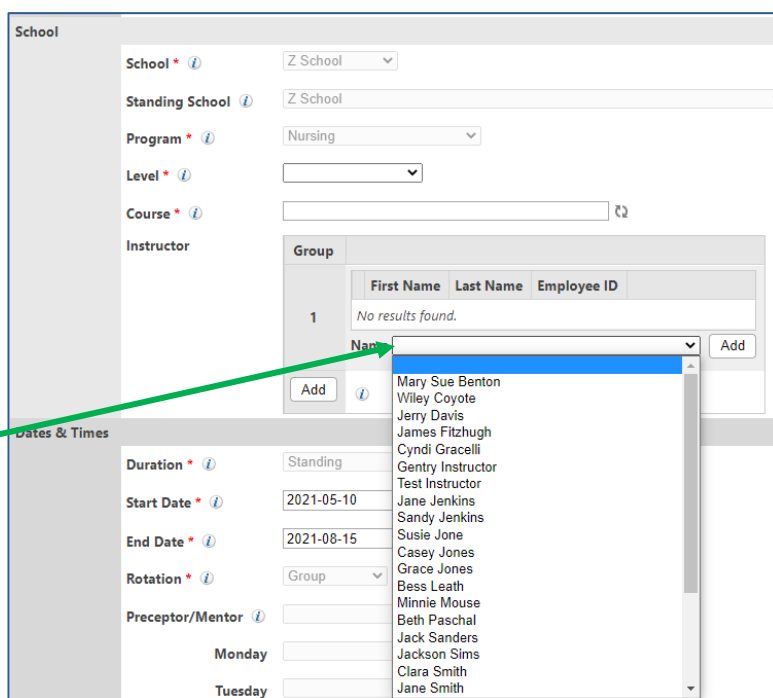 School
School * i Z School
Standing School i Z School
Program * i Nursing
Level * i
Course * i
Instructor Group
First Name Last Name Employee ID
1 No results found.
Name Add
Add i
Mary Sue Benton
Wiley Coyote
Jerry Davis
James Fitzhugh
Cyndi Gracelli
Gentry Instructor
Test Instructor
Jane Jenkins
Sandy Jenkins
Susie Jone
Casey Jones
Grace Jones
Bess Leath
Minnie Mouse
Beth Paschal
Jack Sanders
Jackson Sims
Clara Smith
Jane Smith
Dates & Times
Duration * i Standing
Start Date * i 2021-05-10
End Date * i 2021-08-15
Rotation * i Group
Preceptor/Mentor i
Monday
Tuesday